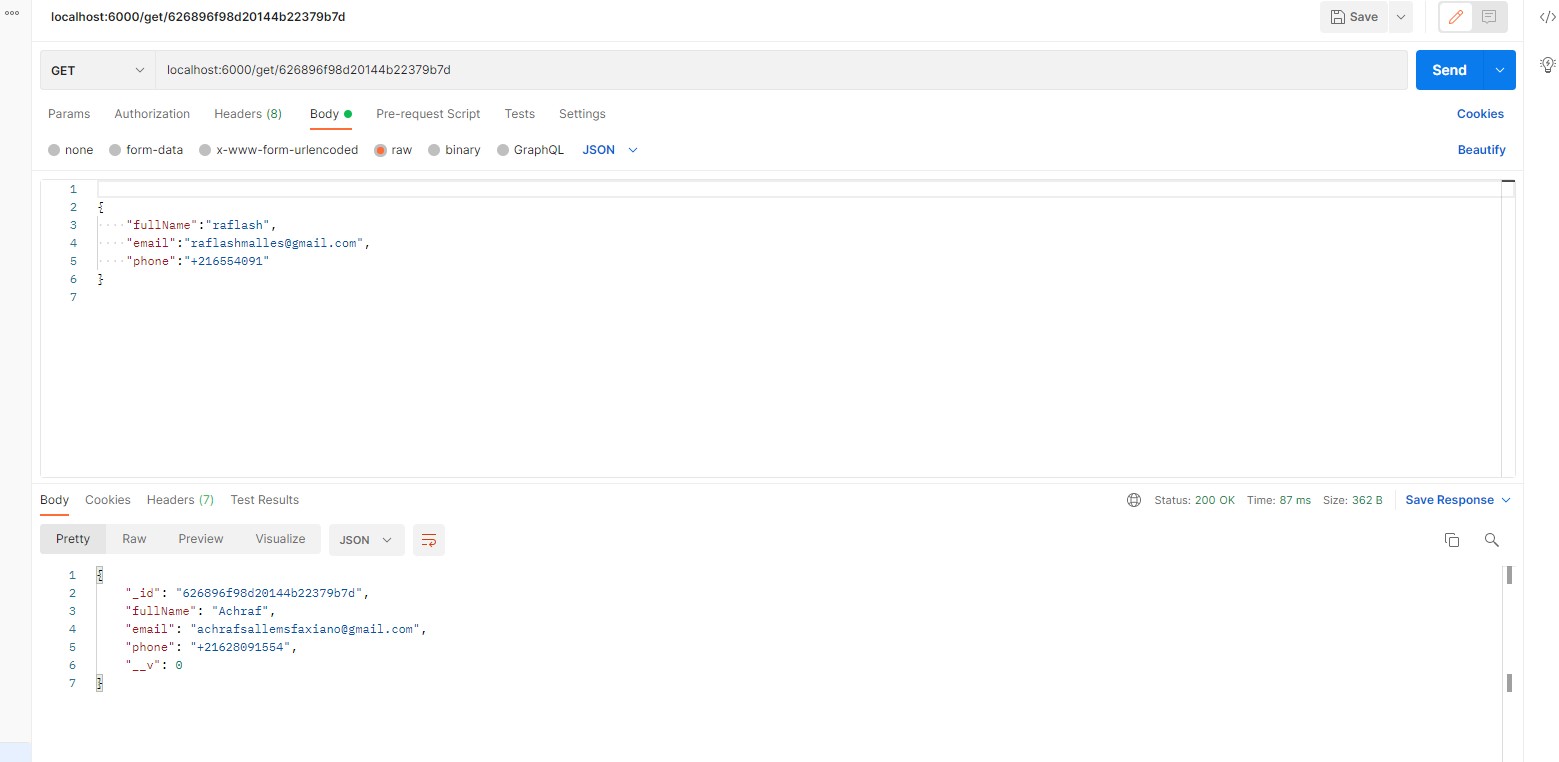 localhost:6000/get/626896f98d20144b22379b7d
Save
GET
localhost:6000/get/626896f98d20144b22379b7d
Send
Params Authorization Headers (8) Body Pre-request Script Tests Settings Cookies
none form-data x-www-form-urlencoded raw binary GraphQL JSON Beautify
1
2 {
3 ····"fullName":"raflash",
4 ····"email":"raflashmalles@gmail.com",
5 ····"phone":"+216554091"
6 }
7
Body Cookies Headers (7) Test Results Status: 200 OK Time: 87 ms Size: 362 B Save Response
Pretty Raw Preview Visualize JSON
1 {
2 "_id": "626896f98d20144b22379b7d",
3 "fullName": "Achraf",
4 "email": "achrafsallemsfaxiano@gmail.com",
5 "phone": "+21628091554",
6 "__v": 0
7 }